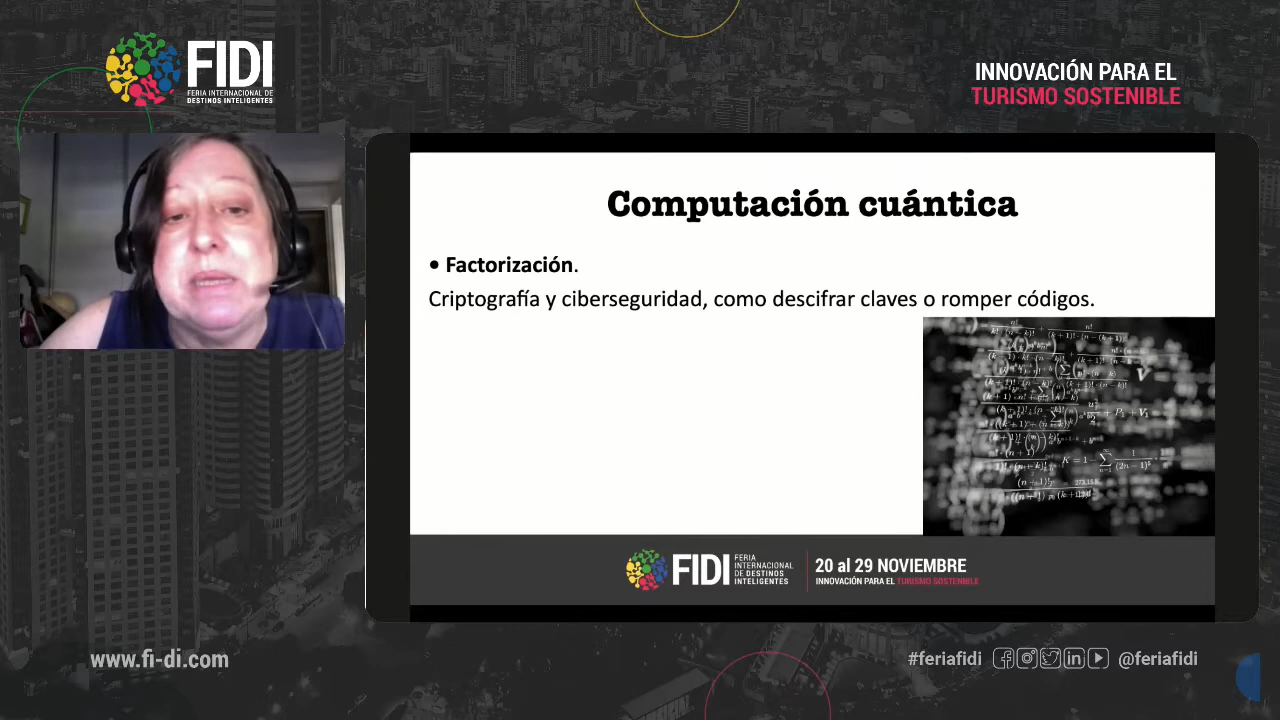 FIDI
FERIA INTERNACIONAL DE
DESTINOS INTELIGENTES
INNOVACIÓN PARA EL
TURISMO SOSTENIBLE
Computación cuántica
• Factorización.
Criptografía y ciberseguridad, como descifrar claves o romper códigos.
FIDI
FERIA
INTERNACIONAL
DE DESTINOS
INTELIGENTES
20 al 29 NOVIEMBRE
INNOVACIÓN PARA EL TURISMO SOSTENIBLE
www.fi-di.com
#feriafidi
@feriafidi